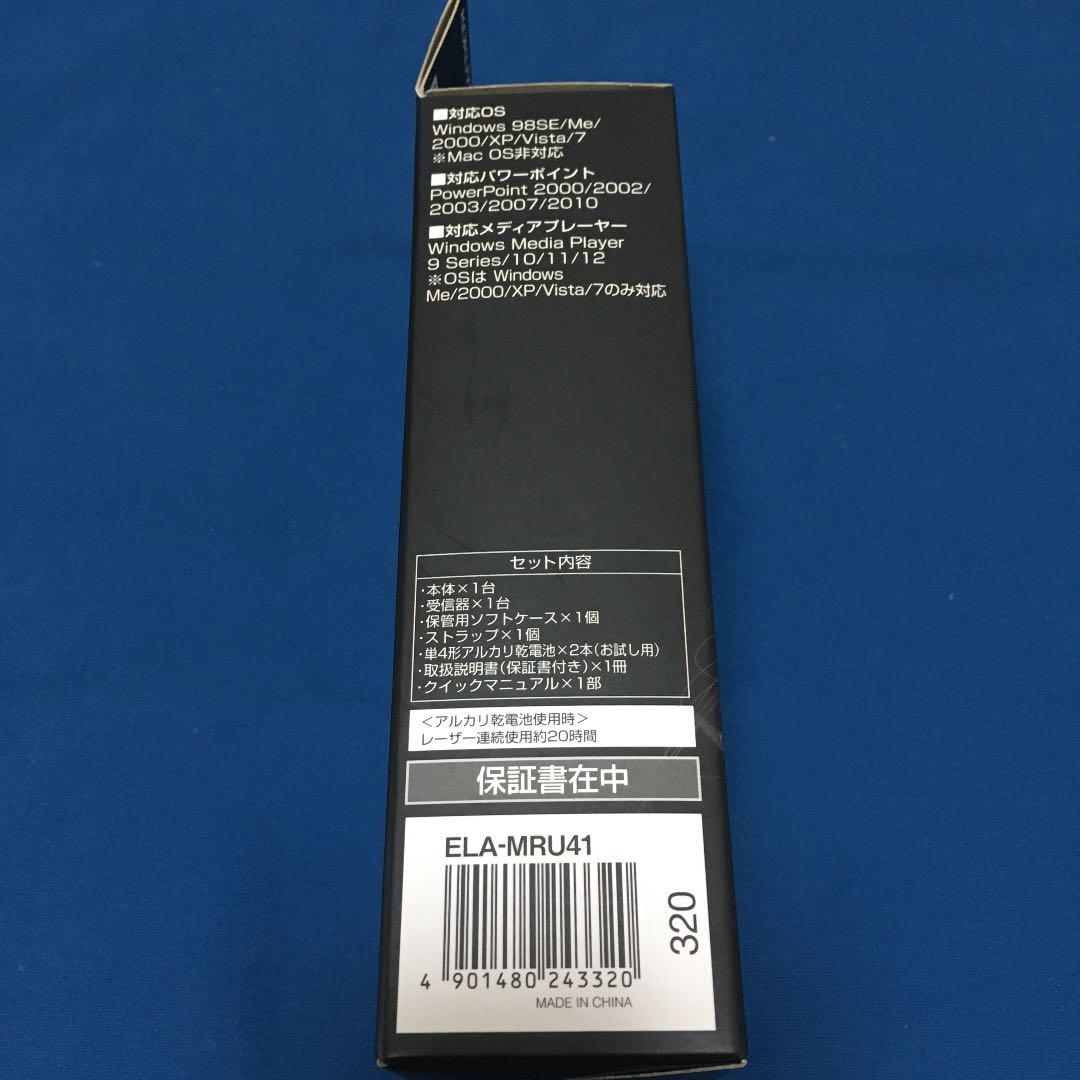 ■対応OS
Windows 98SE/Me/
2000/XP/Vista/7
※Mac OS非対応
■対応パワーポイント
PowerPoint 2000/2002/
2003/2007/2010
■対応メディアプレーヤー
Windows Media Player
9 Series/10/11/12
※OSは Windows
Me/2000/XP/Vista/7のみ対応
セット内容
・本体×1台
・受信器×1台
・保管用ソフトケース×1個
・ストラップ×1個
・単4形アルカリ乾電池×2本(お試し用)
・取扱説明書(保証書付き)×1冊
・クイックマニュアル×1部
<アルカリ乾電池使用時>
レーザー連続使用約20時間
保証書在中
ELA-MRU41
320
4 901480 243320
MADE IN CHINA